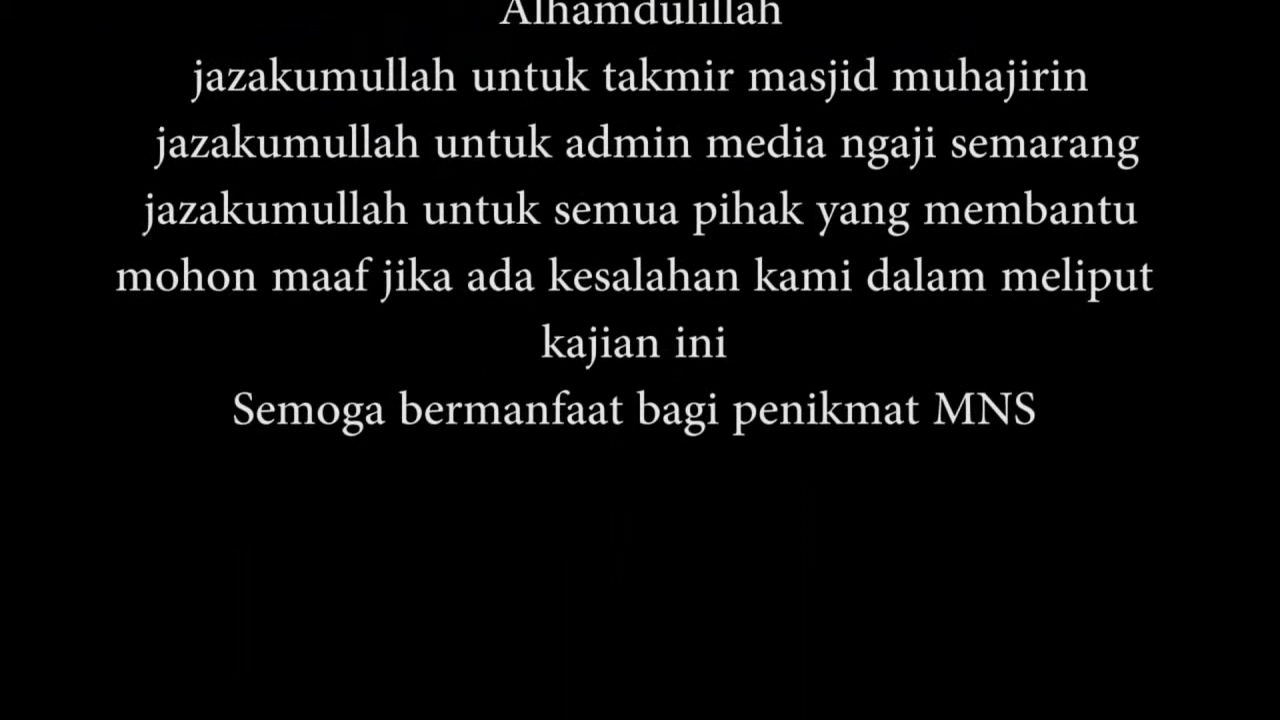 Alhamdulillah
jazakumullah untuk takmir masjid muhajirin
jazakumullah untuk admin media ngaji semarang
jazakumullah untuk semua pihak yang membantu
mohon maaf jika ada kesalahan kami dalam meliput
kajian ini
Semoga bermanfaat bagi penikmat MNS